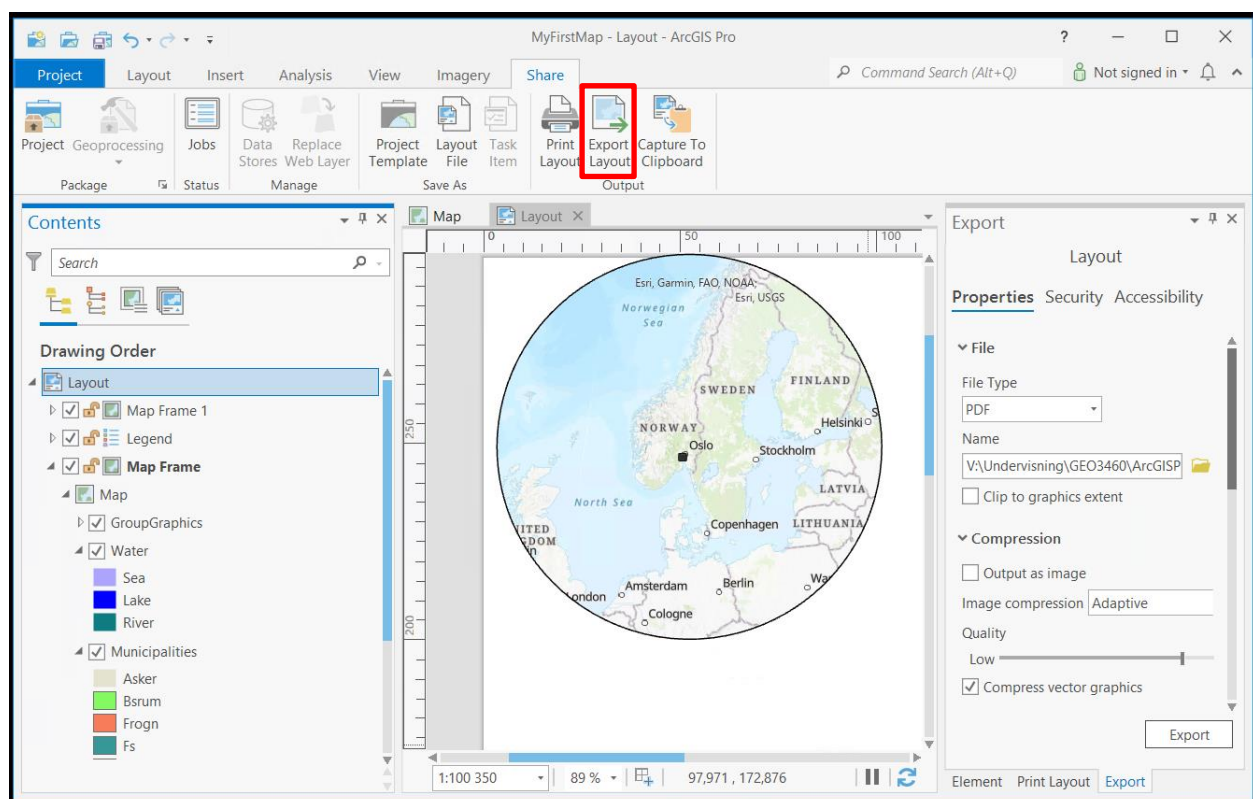 MyFirstMap - Layout - ArcGIS Pro
?
Project Layout Insert Analysis View Imagery Share
Command Search (Alt+Q)
Not signed in
Project Geoprocessing
Jobs
Data Stores
Replace Web Layer
Project Template
Layout File
Task Item
Print Layout
Export Layout
Capture To Clipboard
Package Status Manage Save As Output
Contents
Search
Drawing Order
Layout
Map Frame 1
Legend
Map Frame
Map
GroupGraphics
Water
Sea
Lake
River
Municipalities
Asker
Bsrum
Frogn
Fs
Map Layout
0 50 100
250
200
Esri, Garmin, FAO, NOAA,
Esri, USGS
Norwegian
Sea
SWEDEN
FINLAND
NORWAY
Helsinki
S
Oslo
Stockholm
LATVIA
North Sea
Copenhagen
LITHUANIA
ITED
GDOM
in
Amsterdam
Berlin
Wa
ondon
Cologne
1:100 350
89 %
97,971 , 172,876
Export
Layout
Properties Security Accessibility
File
File Type
PDF
Name
V:\Undervisning\GEO3460\ArcGISP
Clip to graphics extent
Compression
Output as image
Image compression Adaptive
Quality
Low
Compress vector graphics
Export
Element Print Layout Export